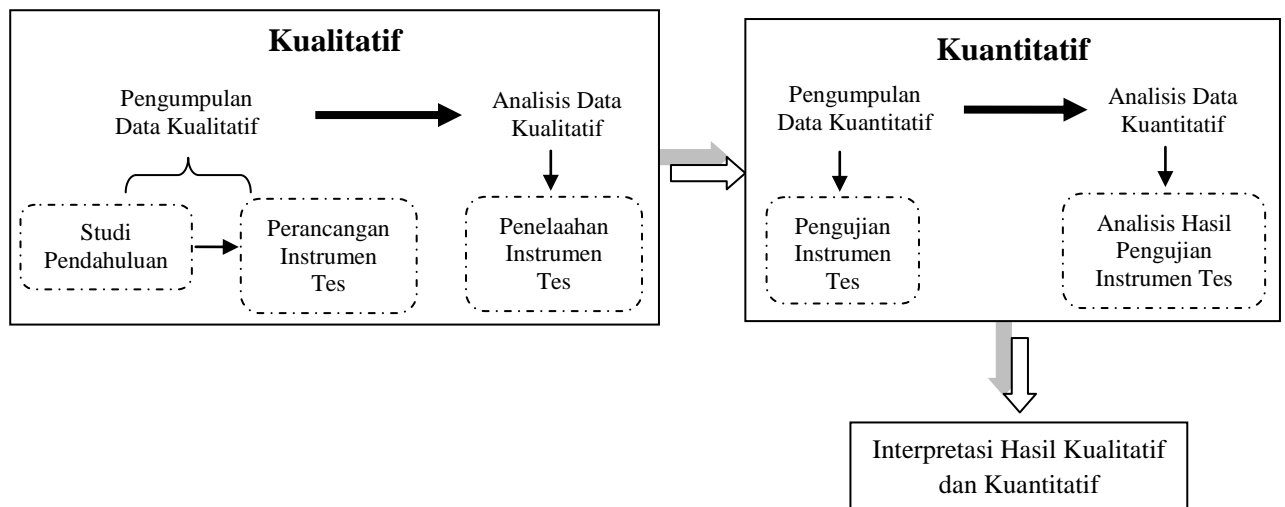 Kualitatif
Pengumpulan
Data Kualitatif
Analisis Data
Kualitatif
Studi
Pendahuluan
Perancangan
Instrumen
Tes
Penelaahan
Instrumen
Tes
Kuantitatif
Pengumpulan
Data Kuantitatif
Analisis Data
Kuantitatif
Pengujian
Instrumen
Tes
Analisis Hasil
Pengujian
Instrumen Tes
Interpretasi Hasil Kualitatif
dan Kuantitatif